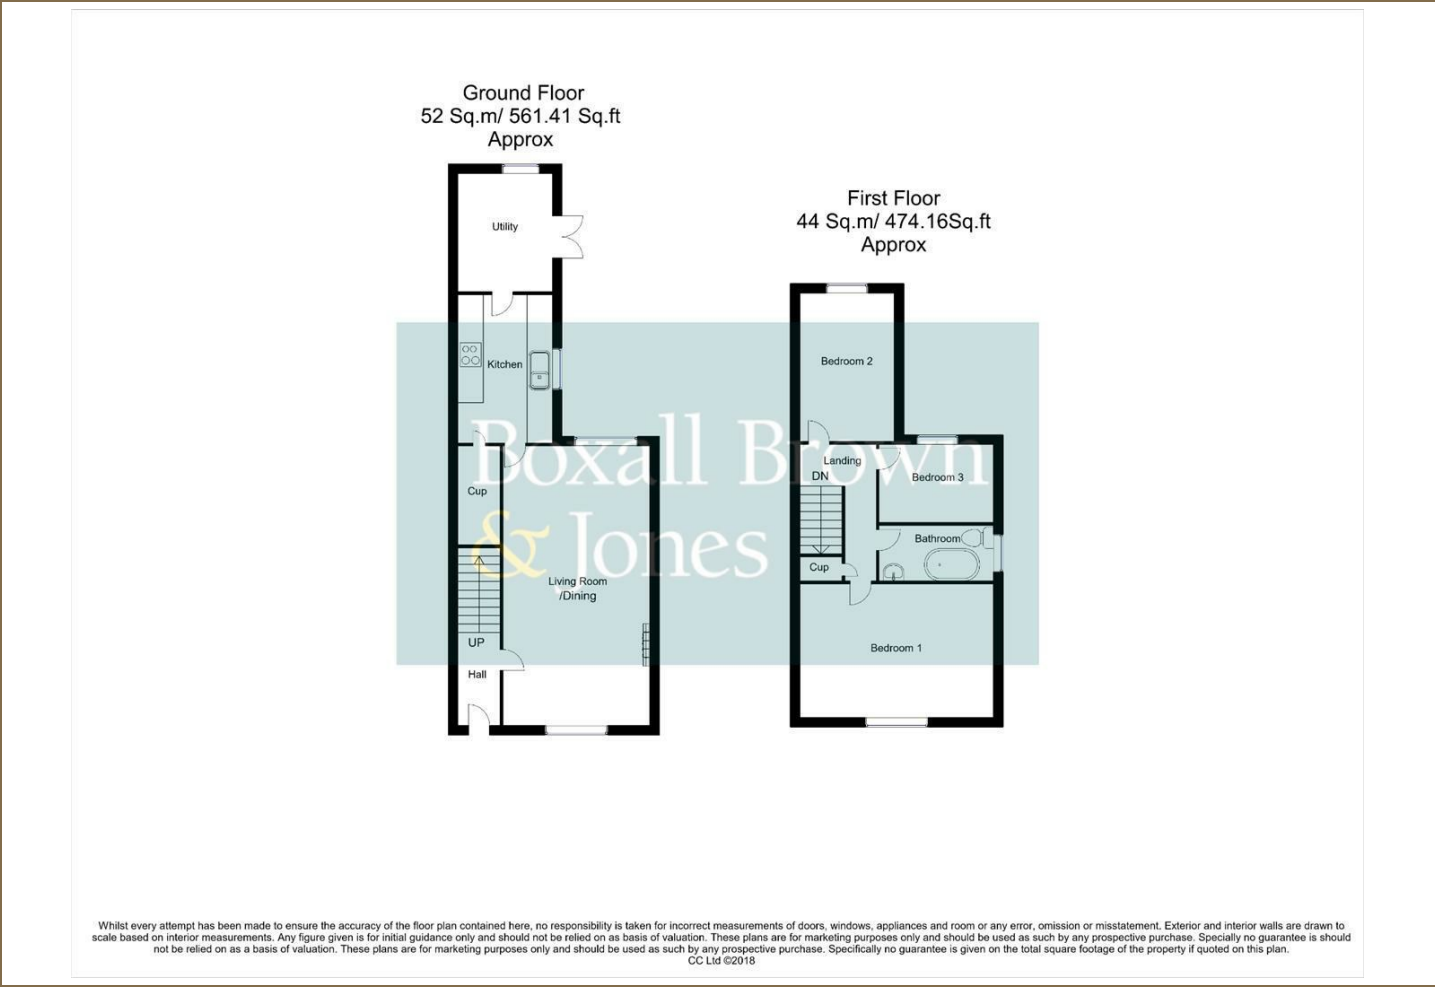 Ground Floor
52 Sq.m/ 561.41 Sq.ft
Approx
First Floor
44 Sq.m/ 474.16Sq.ft
Approx
Utility
Kitchen
Cup
Living Room
/Dining
UP
Hall
Bedroom 2
Landing
DN
Bedroom 3
Bathroom
Cup
Bedroom 1
Boxall Brown
& Jones
Whilst every attempt has been made to ensure the accuracy of the floor plan contained here, no responsibility is taken for incorrect measurements of doors, windows, appliances and room or any error, omission or misstatement. Exterior and interior walls are drawn to
scale based on interior measurements. Any figure given is for initial guidance only and should not be relied on as basis of valuation. These plans are for marketing purposes only and should be used as such by any prospective purchase. Specially no guarantee is should
not be relied on as a basis of valuation. These plans are for marketing purposes only and should be used as such by any prospective purchase. Specifically no guarantee is given on the total square footage of the property if quoted on this plan.
CC Ltd ©2018